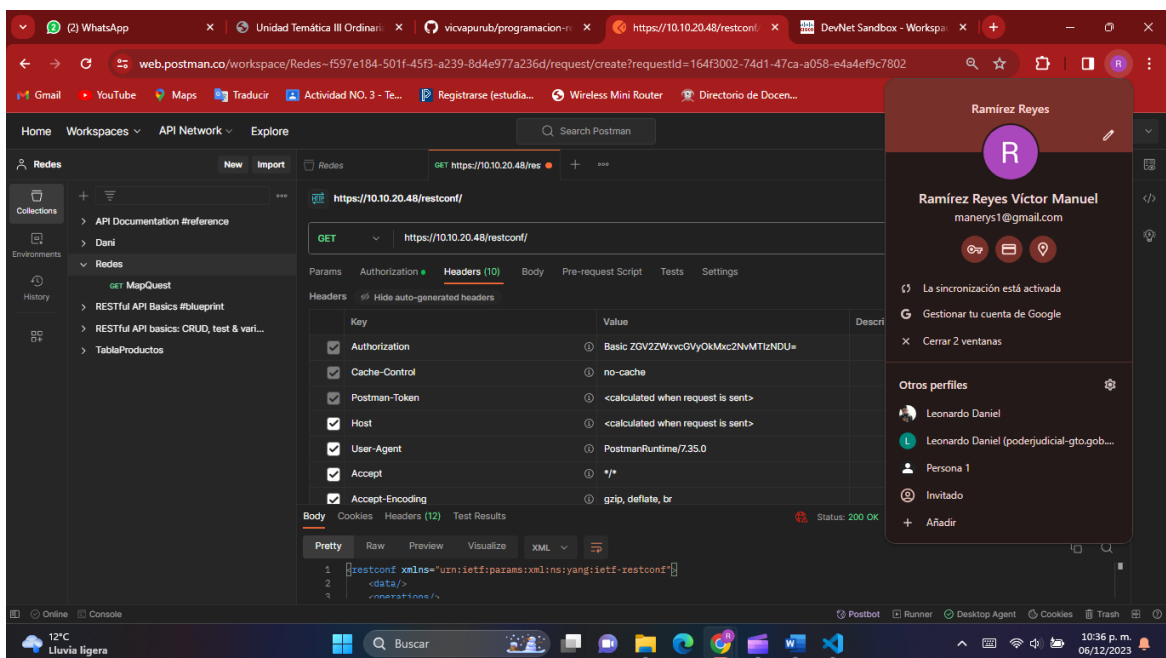 (2) WhatsApp
Unidad Temática III Ordinari
vicvapurub/programacion-r
https://10.10.20.48/restconf/
DevNet Sandbox - Workspa
web.postman.co/workspace/Redes~f597e184-501f-45f3-a239-8d4e977a236d/request/create?requestId=164f3002-74d1-47ca-a058-e4a4ef9c7802
R
Gmail
YouTube
Maps
Traducir
Actividad NO. 3 - Te...
Registrarse (estudia...
Wireless Mini Router
Directorio de Docen...
Home
Workspaces
API Network
Explore
Search Postman
Redes
New
Import
Redes
GET https://10.10.20.48/res
Collections
Environments
History
API Documentation #reference
Dani
Redes
GET MapQuest
RESTful API Basics #blueprint
RESTful API basics: CRUD, test & vari...
TablaProductos
HTTP https://10.10.20.48/restconf/
GET https://10.10.20.48/restconf/
Params Authorization Headers (10) Body Pre-request Script Tests Settings
Headers Hide auto-generated headers
Key Value Descri
Authorization Basic ZGV2ZWxvcGVyOkMxc2NvMTIzNDU=
Cache-Control no-cache
Postman-Token <calculated when request is sent>
Host <calculated when request is sent>
User-Agent PostmanRuntime/7.35.0
Accept */*
Accept-Encoding gzip, deflate, br
Body Cookies Headers (12) Test Results
Status: 200 OK
Pretty Raw Preview Visualize XML
1 <restconf xmlns="urn:ietf:params:xml:ns:yang:ietf-restconf">
2 <data/>
3 <operations/>
Ramírez Reyes
R
Ramírez Reyes Víctor Manuel
manerys1@gmail.com
La sincronización está activada
G Gestionar tu cuenta de Google
Cerrar 2 ventanas
Otros perfiles
Leonardo Daniel
L Leonardo Daniel (poderjudicial-gto.gob....
Persona 1
Invitado
Añadir
Online Console
Postbot Runner Desktop Agent Cookies Trash
12°C
Lluvia ligera
Buscar
10:36 p. m.
06/12/2023